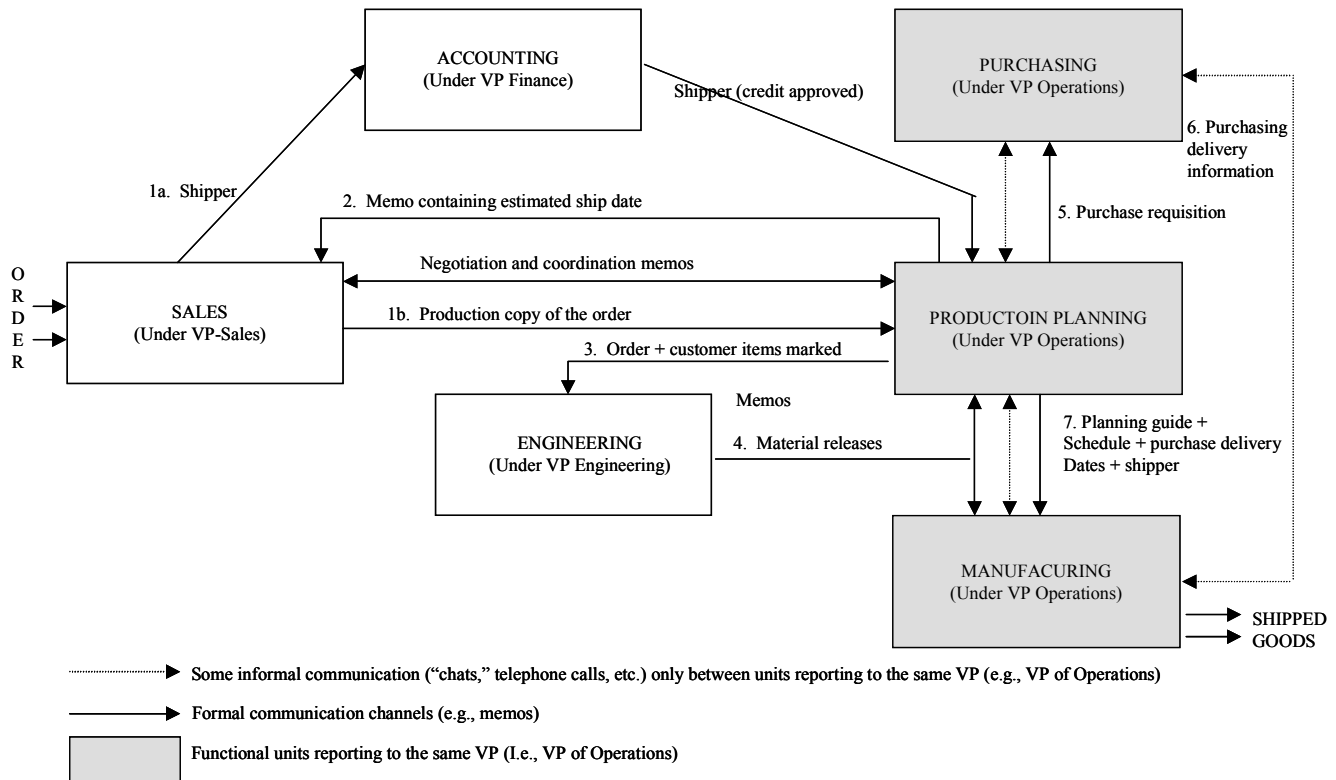 ACCOUNTING
(Under VP Finance)
PURCHASING
(Under VP Operations)
Shipper (credit approved)
6. Purchasing
delivery
information
1a.  Shipper
2.  Memo containing estimated ship date
5. Purchase requisition
Negotiation and coordination memos
O
R
D
E
R
SALES
(Under VP-Sales)
1b.  Production copy of the order
PRODUCTOIN PLANNING
(Under VP Operations)
3.  Order + customer items marked
Memos
ENGINEERING
(Under VP Engineering)
4.  Material releases
7. Planning guide +
Schedule + purchase delivery
Dates + shipper
MANUFACURING
(Under VP Operations)
SHIPPED
GOODS
Some informal communication (“chats,” telephone calls, etc.) only between units reporting to the same VP (e.g., VP of Operations)
Formal communication channels (e.g., memos)
Functional units reporting to the same VP (I.e., VP of Operations)